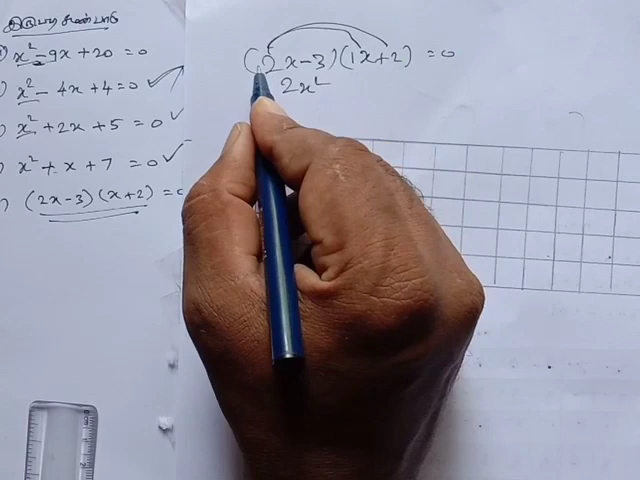 x² - 9x + 20 = 0
x² - 4x + 4 = 0
x² + 2x + 5 = 0
x² + x + 7 = 0
(2x-3)(x+2) = 0
(2x-3)(1x+2) = 0
2x²